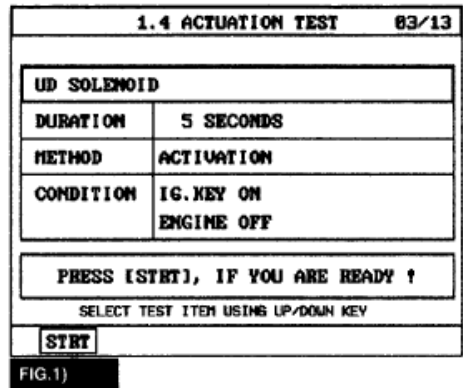 1.4 ACTUATION TEST 03/13
UD SOLENOID
DURATION 5 SECONDS
METHOD ACTIVATION
CONDITION IG.KEY ON
ENGINE OFF
PRESS [STRT], IF YOU ARE READY !
SELECT TEST ITEM USING UP/DOWN KEY
STRT
FIG.1)